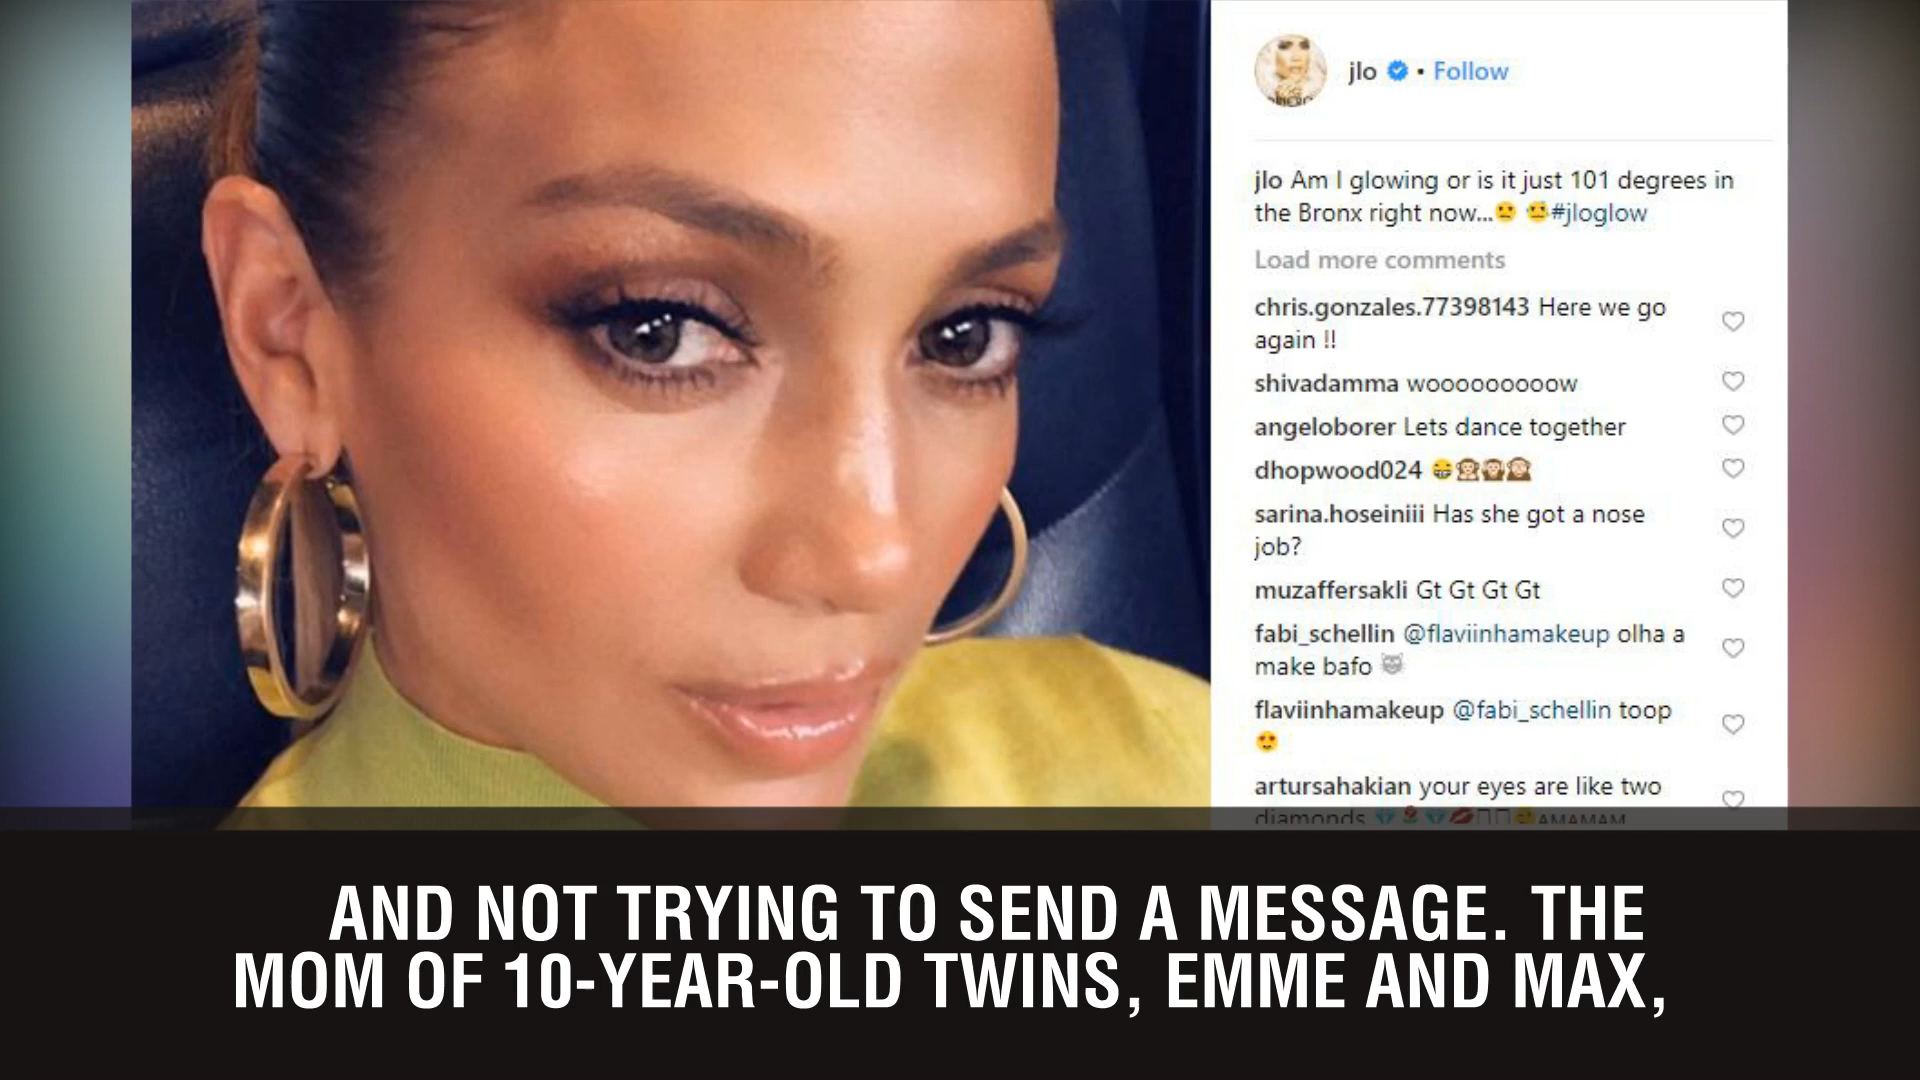 jlo • Follow
jlo Am I glowing or is it just 101 degrees in
the Bronx right now...😕 😅#jloglow
Load more comments
chris.gonzales.77398143 Here we go
again !!
shivadamma wooooooooow
angeloborer Lets dance together
dhopwood024 😂🙊🙉🙈
sarina.hoseiniii Has she got a nose
job?
muzaffersakli Gt Gt Gt Gt
fabi_schellin @flaviinhamakeup olha a
make bafo 😻
flaviinhamakeup @fabi_schellin toop
😍
artursahakian your eyes are like two
diamonds 💎🌹💎💋 AMAMAM
AND NOT TRYING TO SEND A MESSAGE. THE
MOM OF 10-YEAR-OLD TWINS, EMME AND MAX,